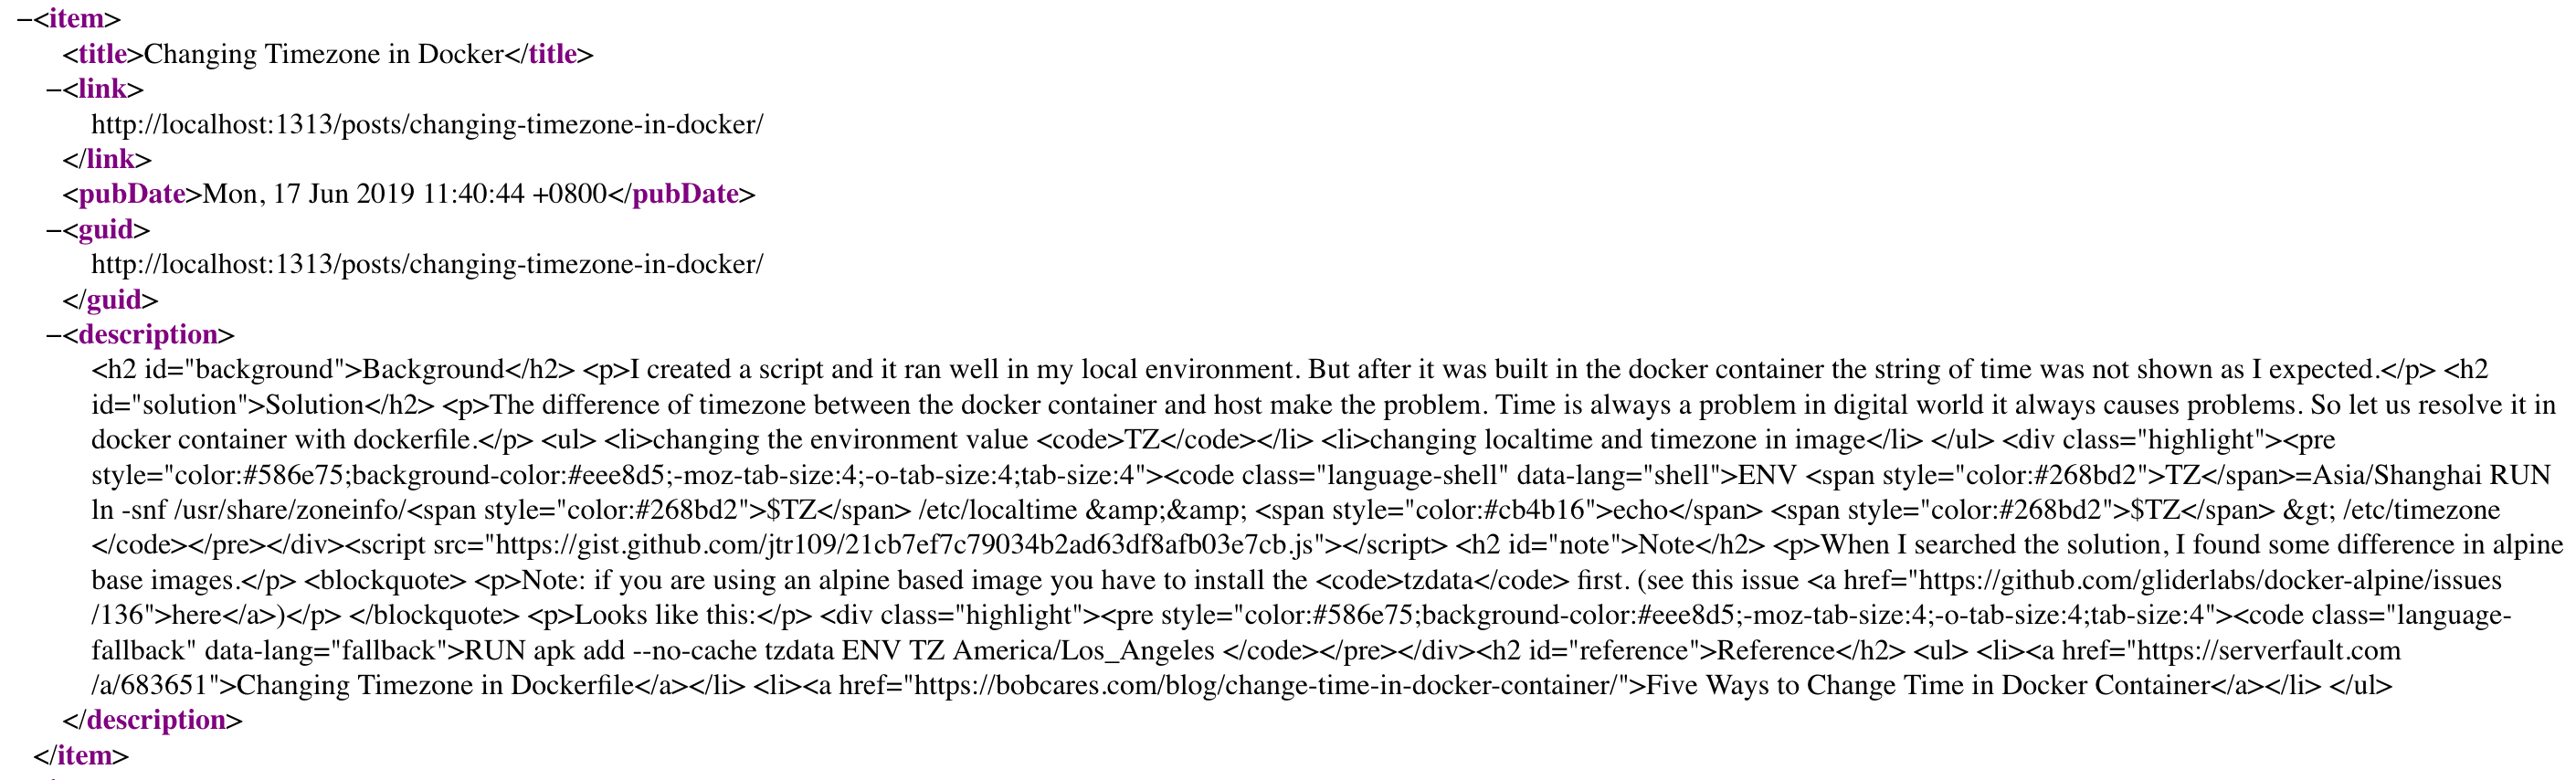 −<item>
<title>Changing Timezone in Docker</title>
−<link>
http://localhost:1313/posts/changing-timezone-in-docker/
</link>
<pubDate>Mon, 17 Jun 2019 11:40:44 +0800</pubDate>
−<guid>
http://localhost:1313/posts/changing-timezone-in-docker/
</guid>
−<description>
<h2 id="background">Background</h2> <p>I created a script and it ran well in my local environment. But after it was built in the docker container the string of time was not shown as I expected.</p> <h2
id="solution">Solution</h2> <p>The difference of timezone between the docker container and host make the problem. Time is always a problem in digital world it always causes problems. So let us resolve it in
docker container with dockerfile.</p> <ul> <li>changing the environment value <code>TZ</code></li> <li>changing localtime and timezone in image</li> </ul> <div class="highlight"><pre
style="color:#586e75;background-color:#eee8d5;-moz-tab-size:4;-o-tab-size:4;tab-size:4"><code class="language-shell" data-lang="shell">ENV <span style="color:#268bd2">TZ</span>=Asia/Shanghai RUN
ln -snf /usr/share/zoneinfo/<span style="color:#268bd2">$TZ</span> /etc/localtime &amp;&amp; <span style="color:#cb4b16">echo</span> <span style="color:#268bd2">$TZ</span> &gt; /etc/timezone
</code></pre></div><script src="https://gist.github.com/jtr109/21cb7ef7c79034b2ad63df8afb03e7cb.js"></script> <h2 id="note">Note</h2> <p>When I searched the solution, I found some difference in alpine
base images.</p> <blockquote> <p>Note: if you are using an alpine based image you have to install the <code>tzdata</code> first. (see this issue <a href="https://github.com/gliderlabs/docker-alpine/issues
/136">here</a>)</p> </blockquote> <p>Looks like this:</p> <div class="highlight"><pre style="color:#586e75;background-color:#eee8d5;-moz-tab-size:4;-o-tab-size:4;tab-size:4"><code class="language-
fallback" data-lang="fallback">RUN apk add --no-cache tzdata ENV TZ America/Los_Angeles </code></pre></div><h2 id="reference">Reference</h2> <ul> <li><a href="https://serverfault.com
/a/683651">Changing Timezone in Dockerfile</a></li> <li><a href="https://bobcares.com/blog/change-time-in-docker-container/">Five Ways to Change Time in Docker Container</a></li> </ul>
</description>
</item>